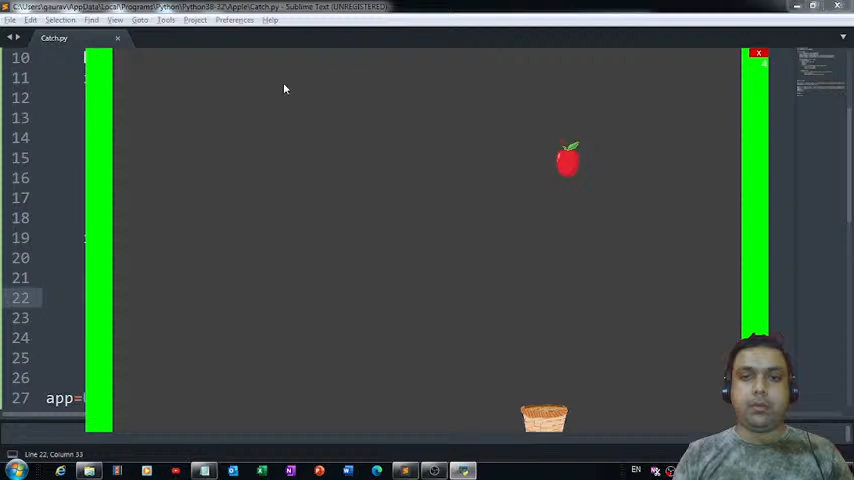 C:\Users\gaurav\AppData\Local\Programs\Python\Python38-32\Apple\Catch.py - Sublime Text (UNREGISTERED)
File Edit Selection Find View Goto Tools Project Preferences Help
Catch.py
x
4
10
11
12
13
14
15
16
17
18
19
20
21
22
23
24
25
26
27 app=
Line 22, Column 33
EN